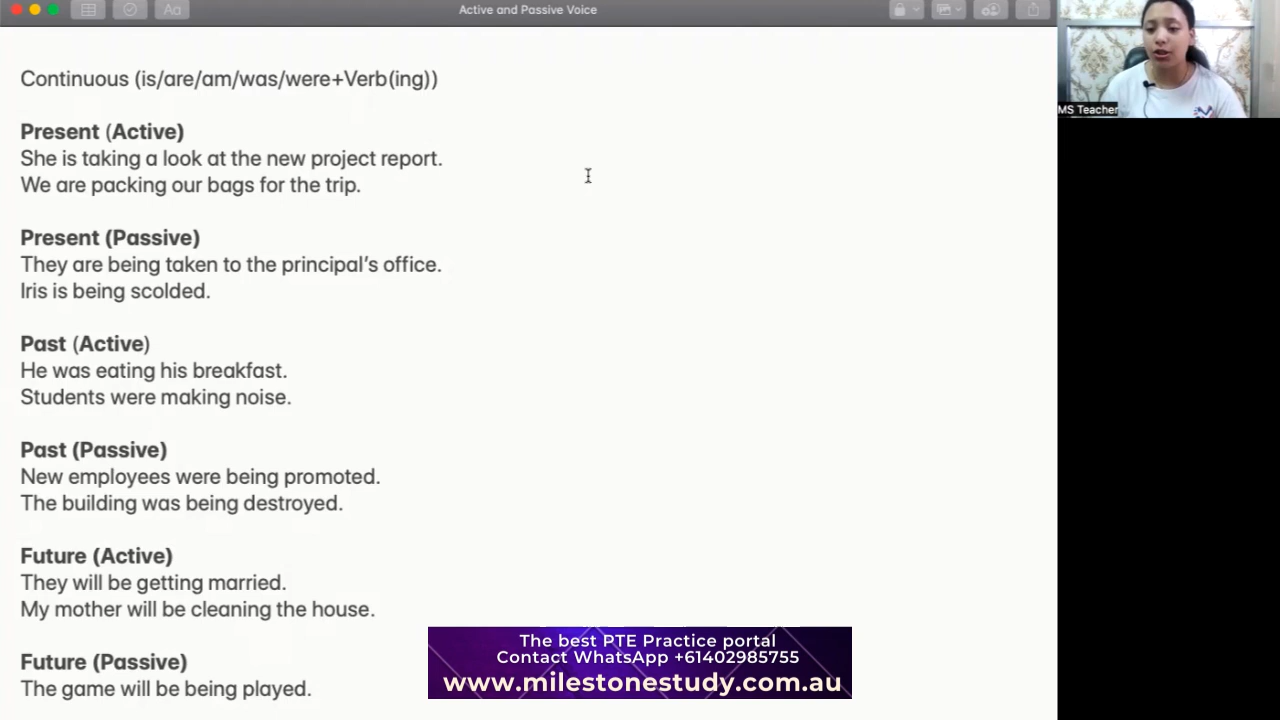 Aa
Active and Passive Voice
MS Teacher
Continuous (is/are/am/was/were+Verb(ing))
Present (Active)
She is taking a look at the new project report.
We are packing our bags for the trip.
Present (Passive)
They are being taken to the principal's office.
Iris is being scolded.
Past (Active)
He was eating his breakfast.
Students were making noise.
Past (Passive)
New employees were being promoted.
The building was being destroyed.
Future (Active)
They will be getting married.
My mother will be cleaning the house.
Future (Passive)
The game will be being played.
The best PTE Practice portal
Contact WhatsApp +61402985755
www.milestonestudy.com.au